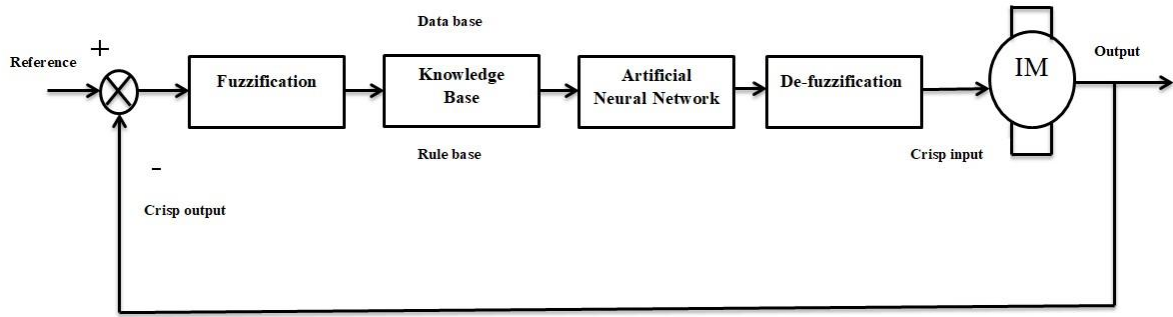 Data base
Reference
+
Fuzzification
Knowledge
Base
Artificial
Neural Network
De-fuzzification
IM
Output
Rule base
Crisp input
-
Crisp output